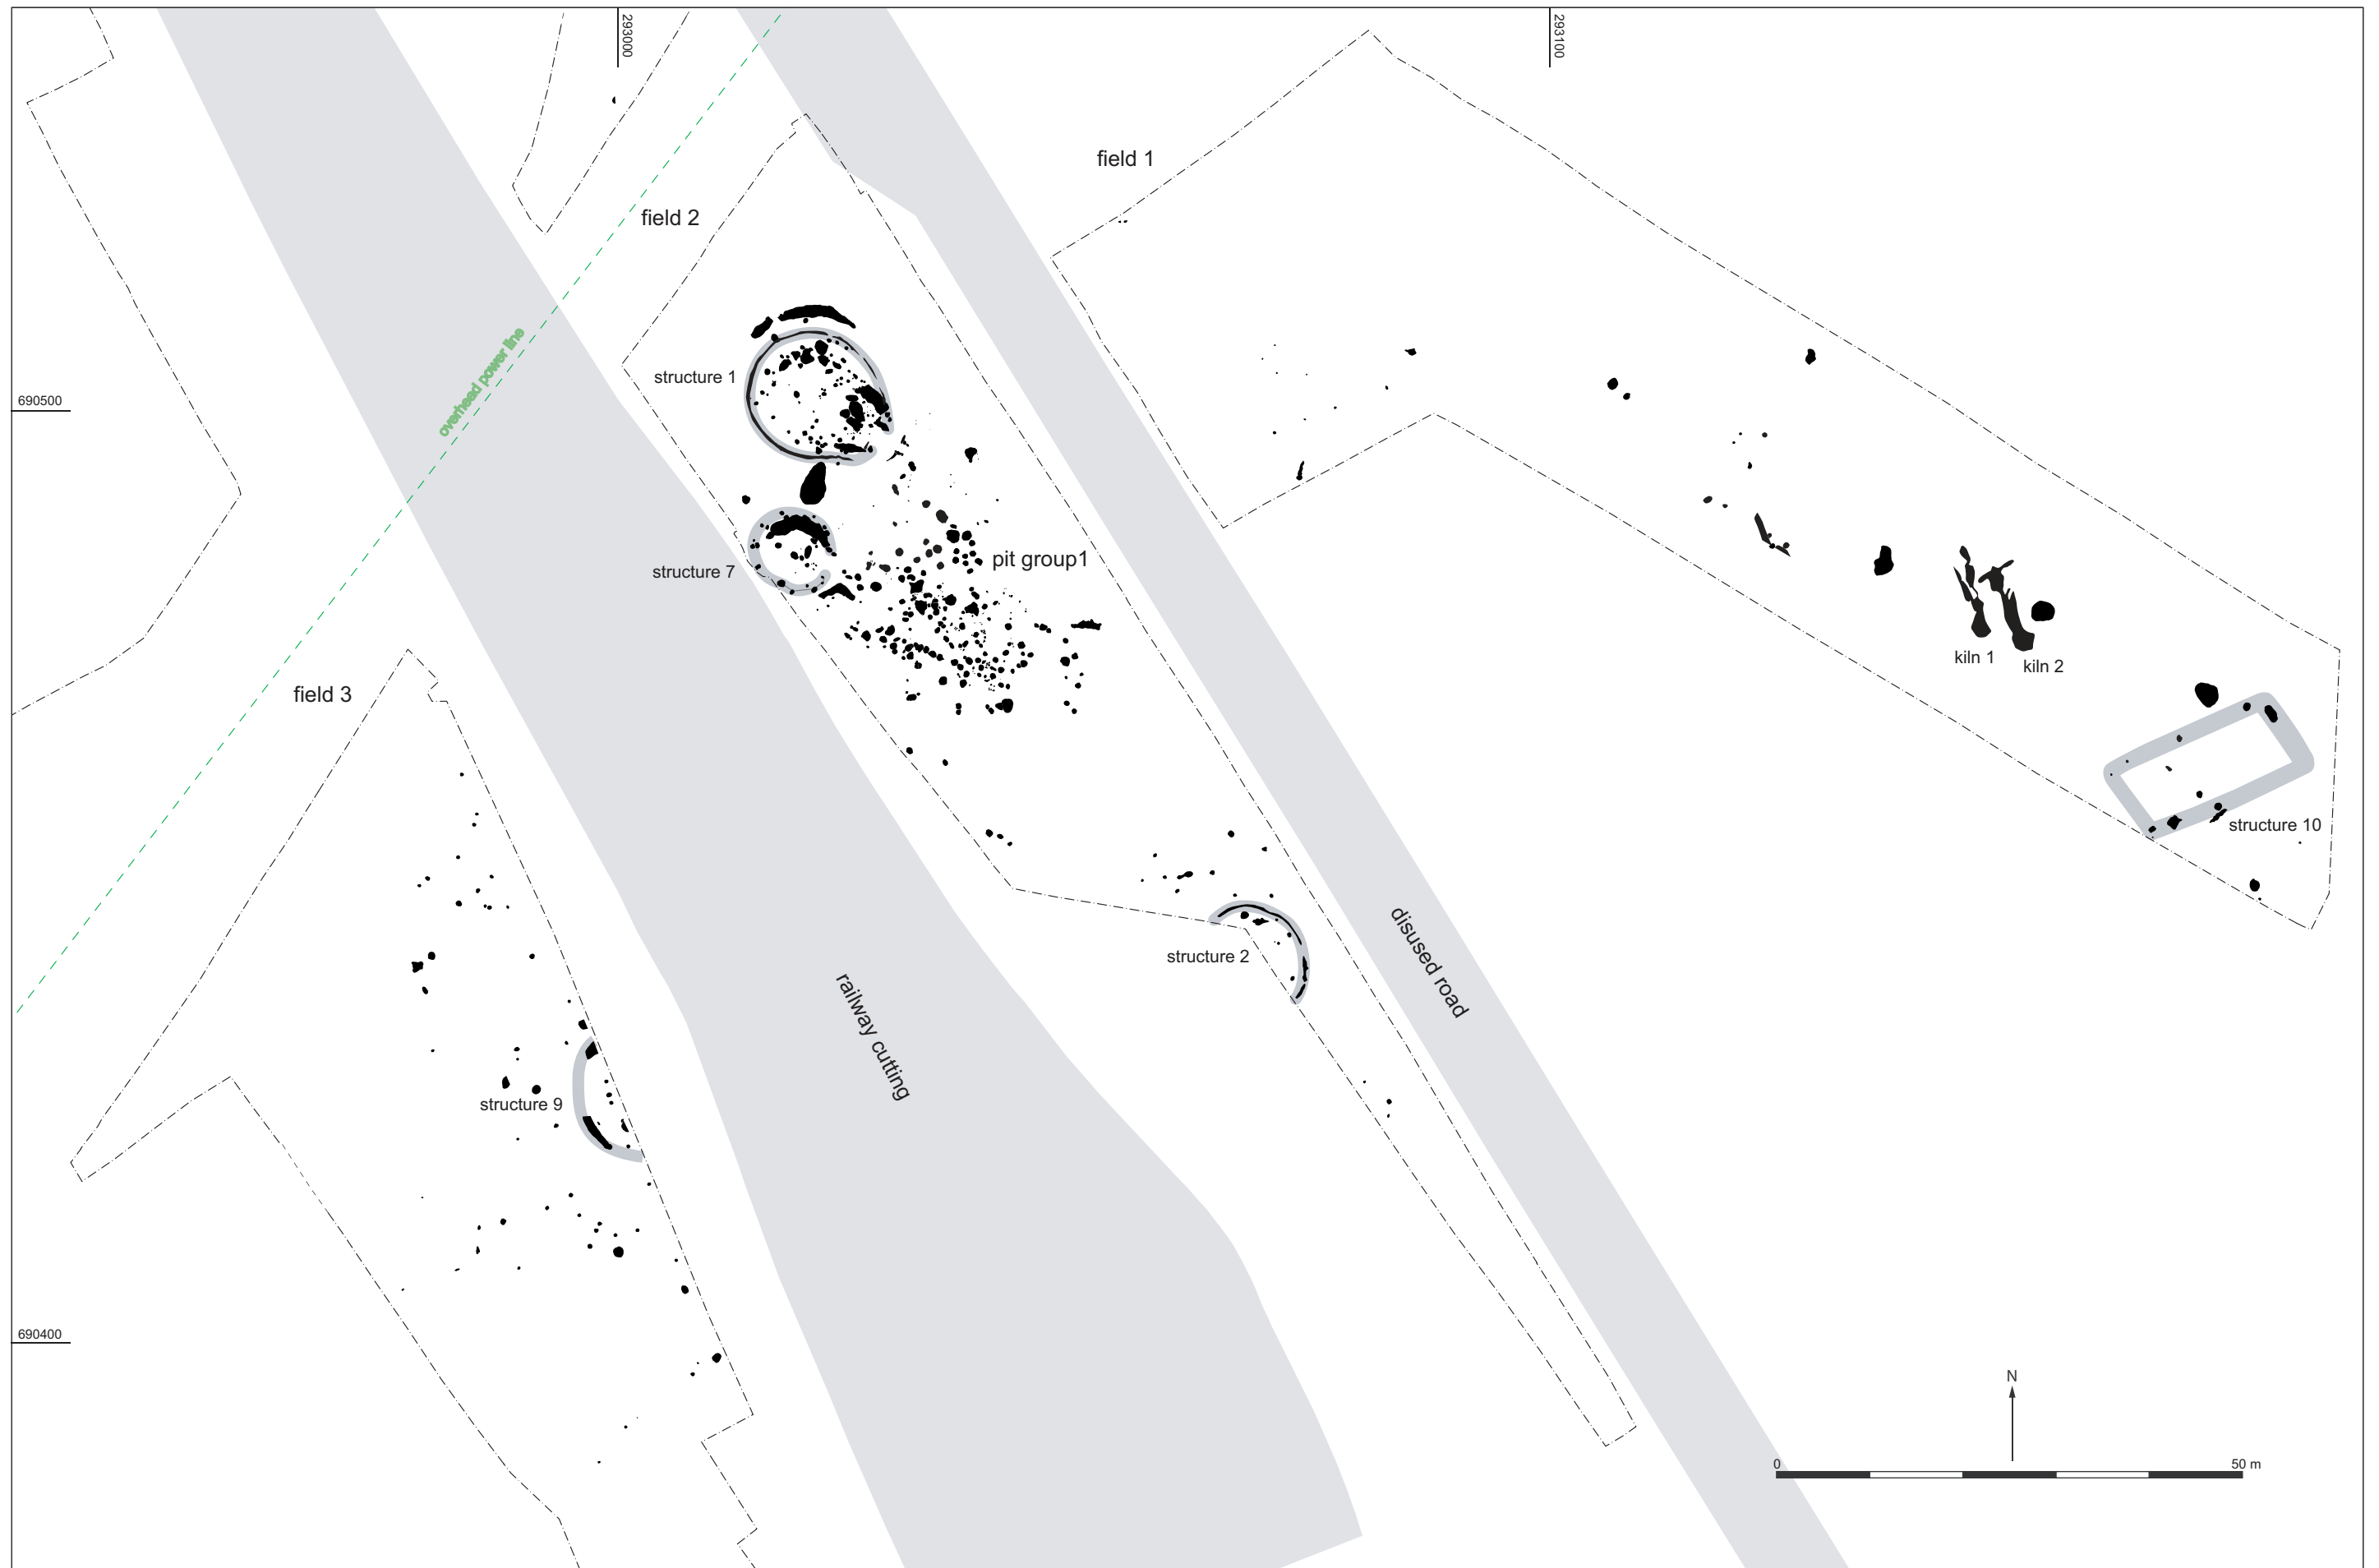 293000
293100
field 1
field 2
overhead power line
structure 1
690500
pit group1
structure 7
kiln 1
kiln 2
field 3
structure 10
disused road
structure 2
railway cutting
structure 9
690400
N
0
50 m